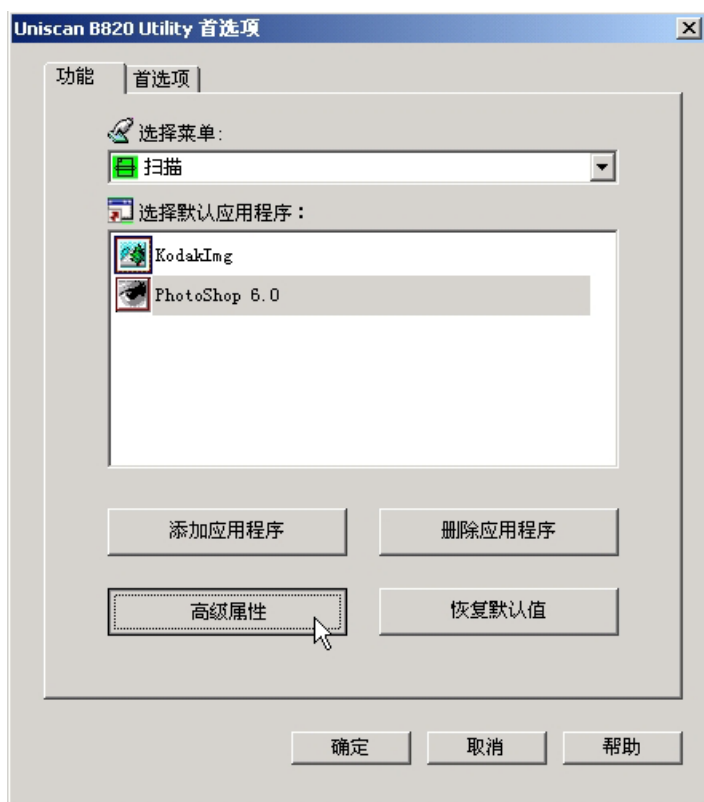 Uniscan B820 Utility 首选项
功能 首选项
选择菜单:
扫描
选择默认应用程序：
KodakImg
PhotoShop 6.0
添加应用程序 删除应用程序
高级属性 恢复默认值
确定 取消 帮助